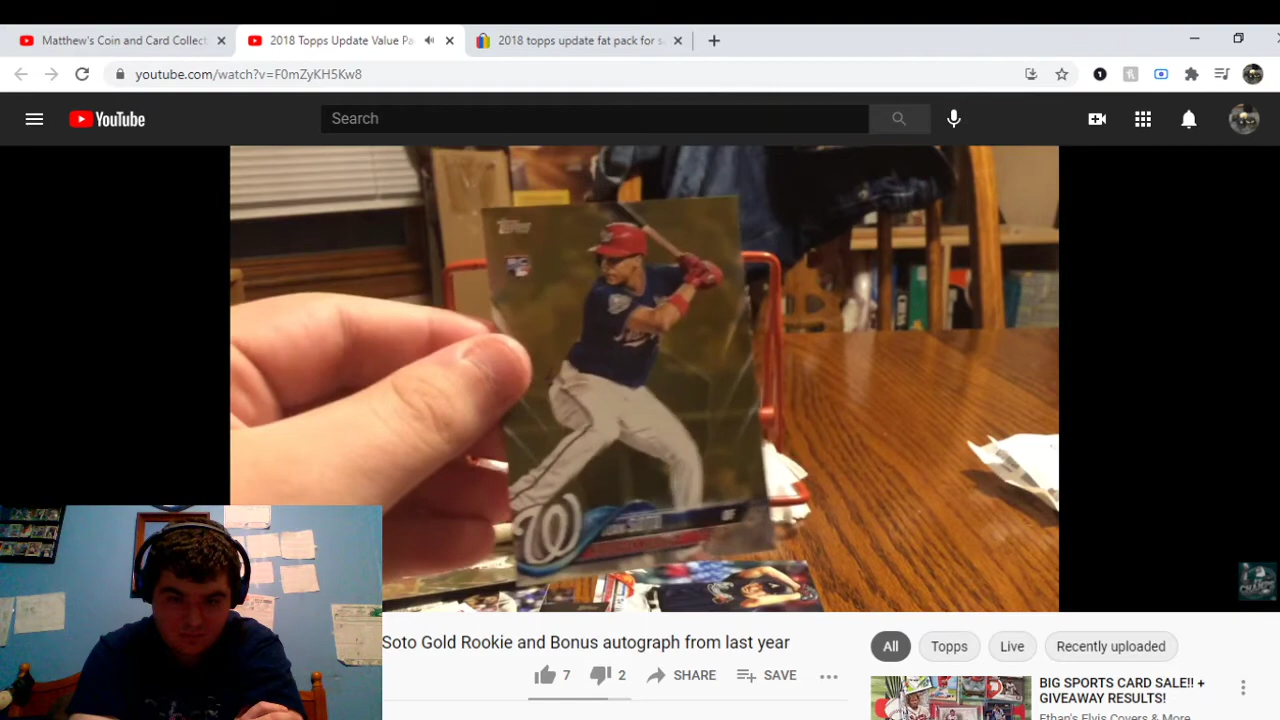 Matthew's Coin and Card Collect
2018 Topps Update Value Pa
2018 topps update fat pack for s
youtube.com/watch?v=F0mZyKH5Kw8
YouTube
Search
Topps
W
SOTO
OF
Soto Gold Rookie and Bonus autograph from last year
7
2
SHARE
SAVE
All
Topps
Live
Recently uploaded
BIG SPORTS CARD SALE!! +
GIVEAWAY RESULTS!
Ethan's Elvis Covers & More